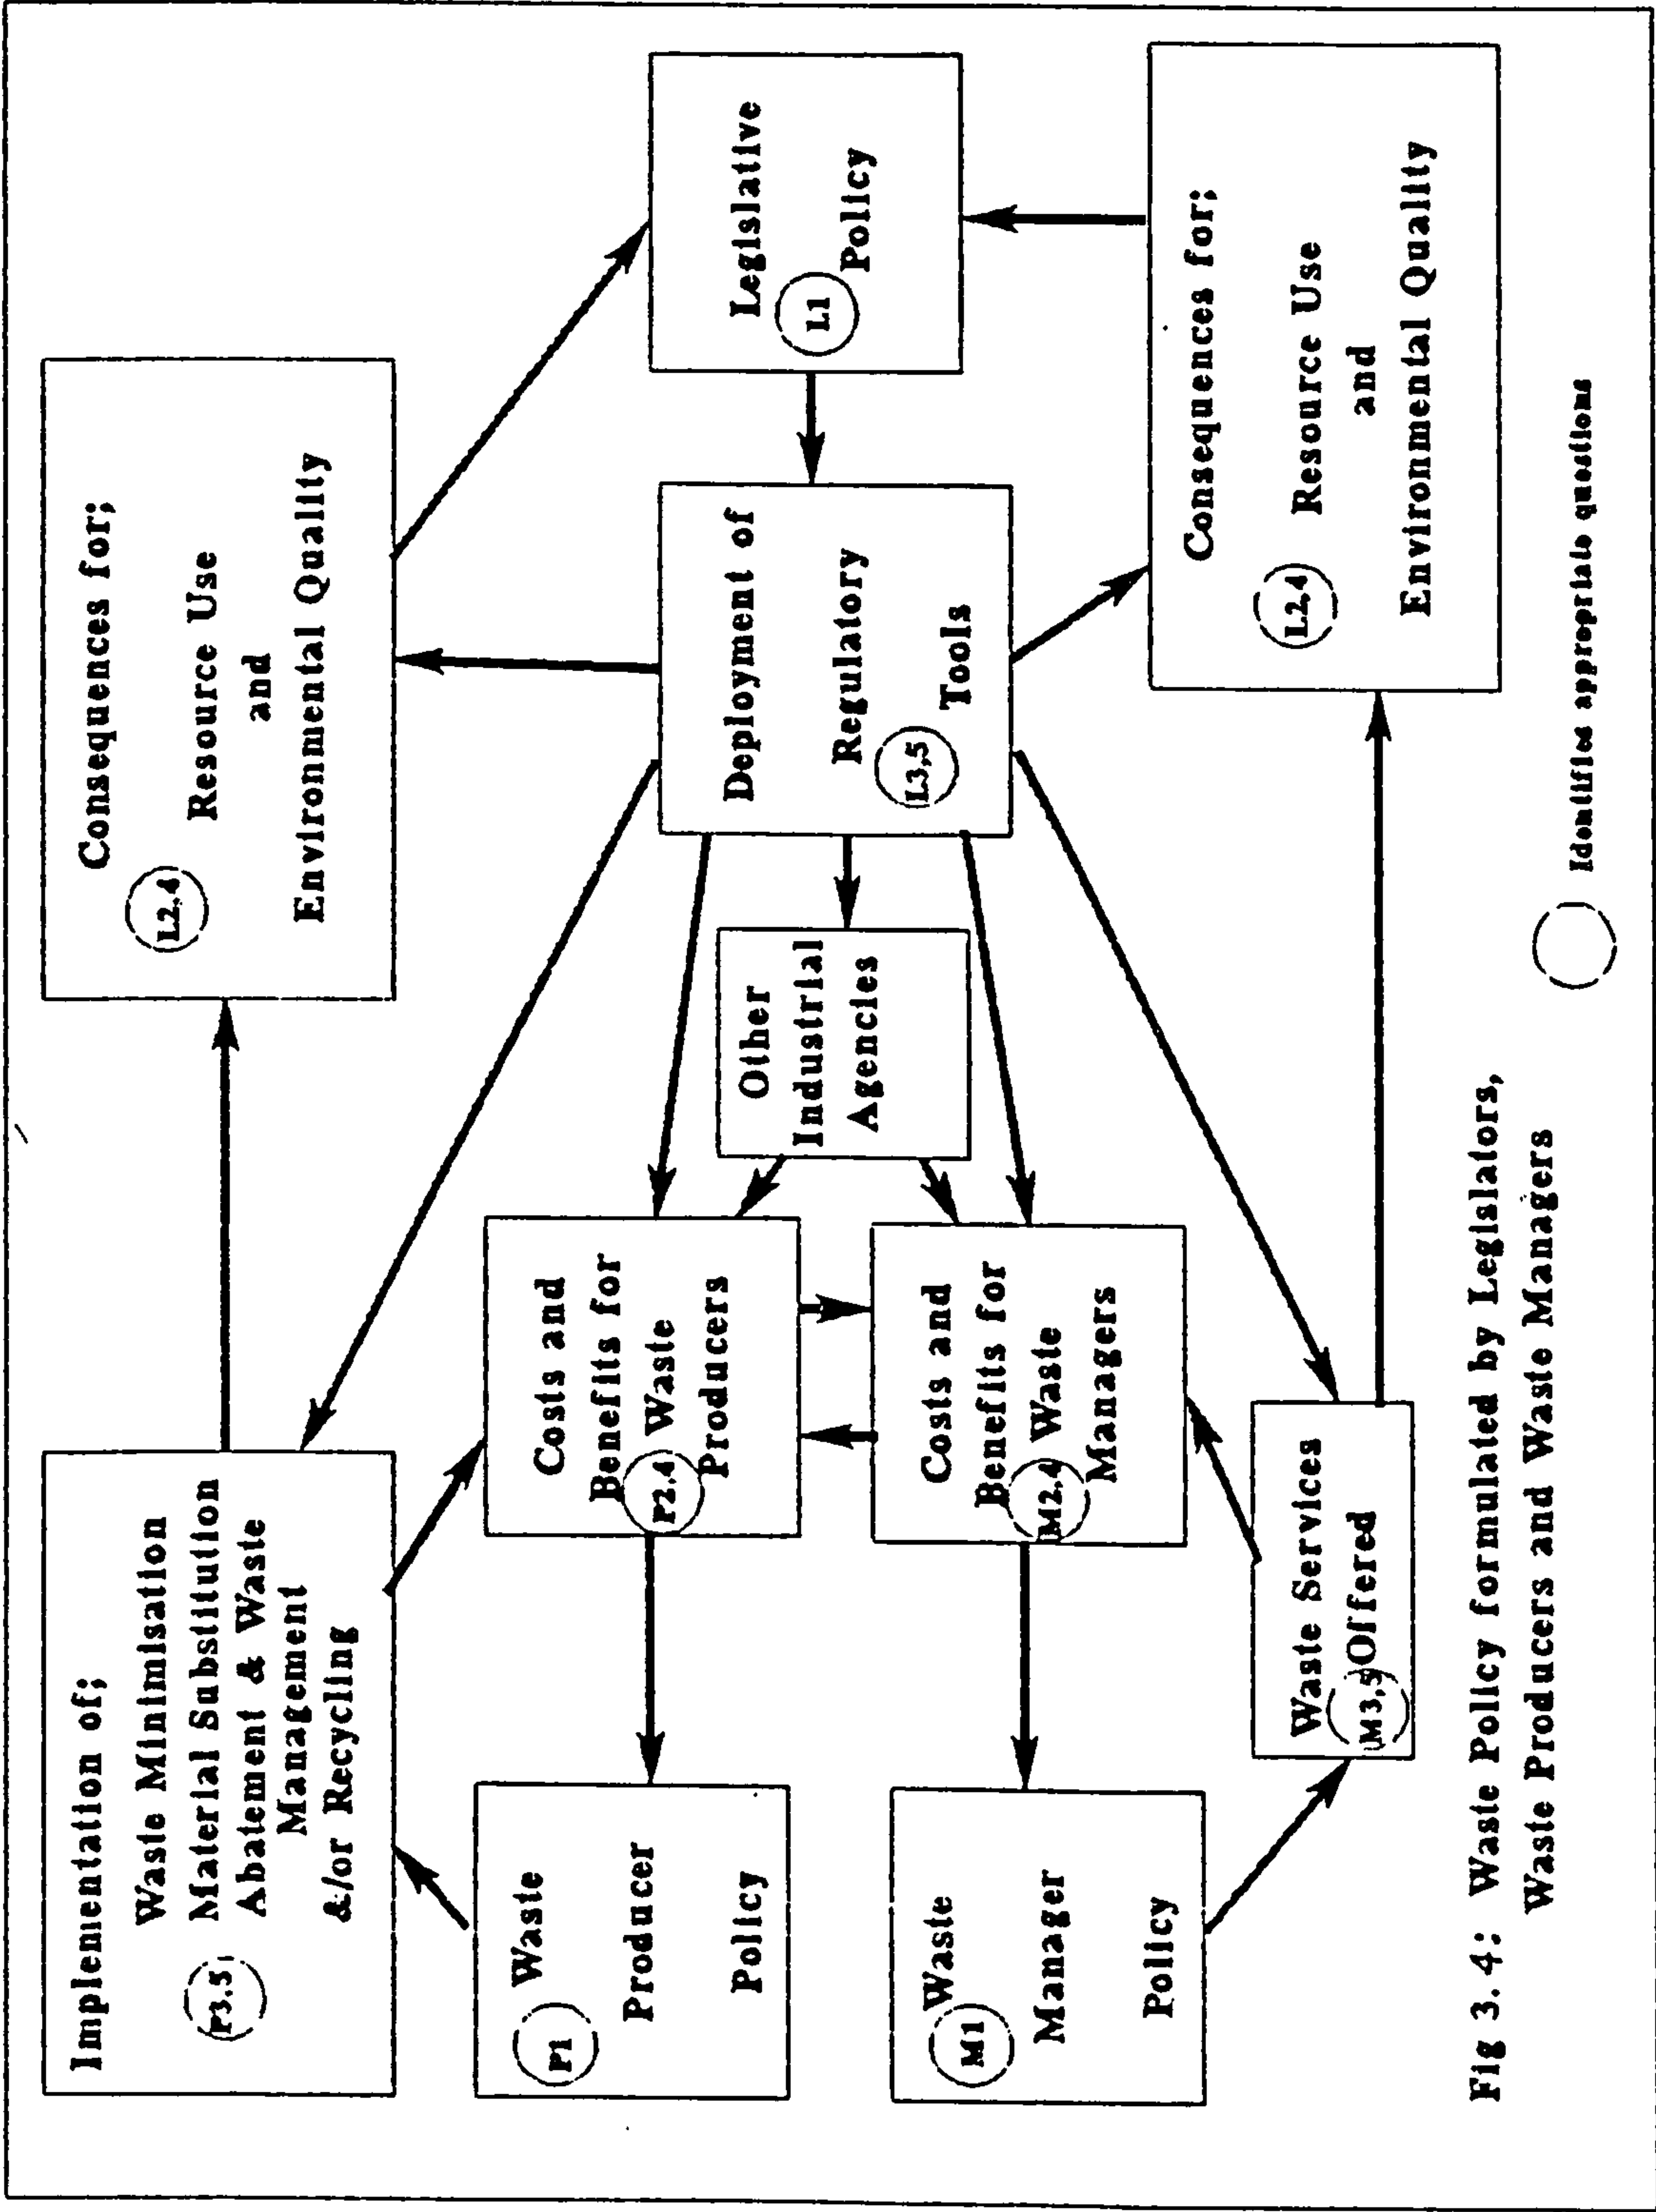 Implementation of;
Waste Minimisation
Material Substitution
Abatement & Waste
Management
&/or Recycling
P3.5
Consequences for;
Resource Use
and
Environmental Quality
L2.4
Waste
Producer
Policy
P1
Costs and
Benefits for
Waste
Producers
P2.4
Other
Industrial
Agencies
Deployment of
Regulatory
Tools
L3,5
Legislative
Policy
L1
Waste
Manager
Policy
M1
Costs and
Benefits for
Waste
Managers
M2.4
Waste Services
Offered
M3,5
Consequences for;
Resource Use
and
Environmental Quality
L2.4
Fig 3.4: Waste Policy formulated by Legislators,
Waste Producers and Waste Managers
Identifies appropriate questions